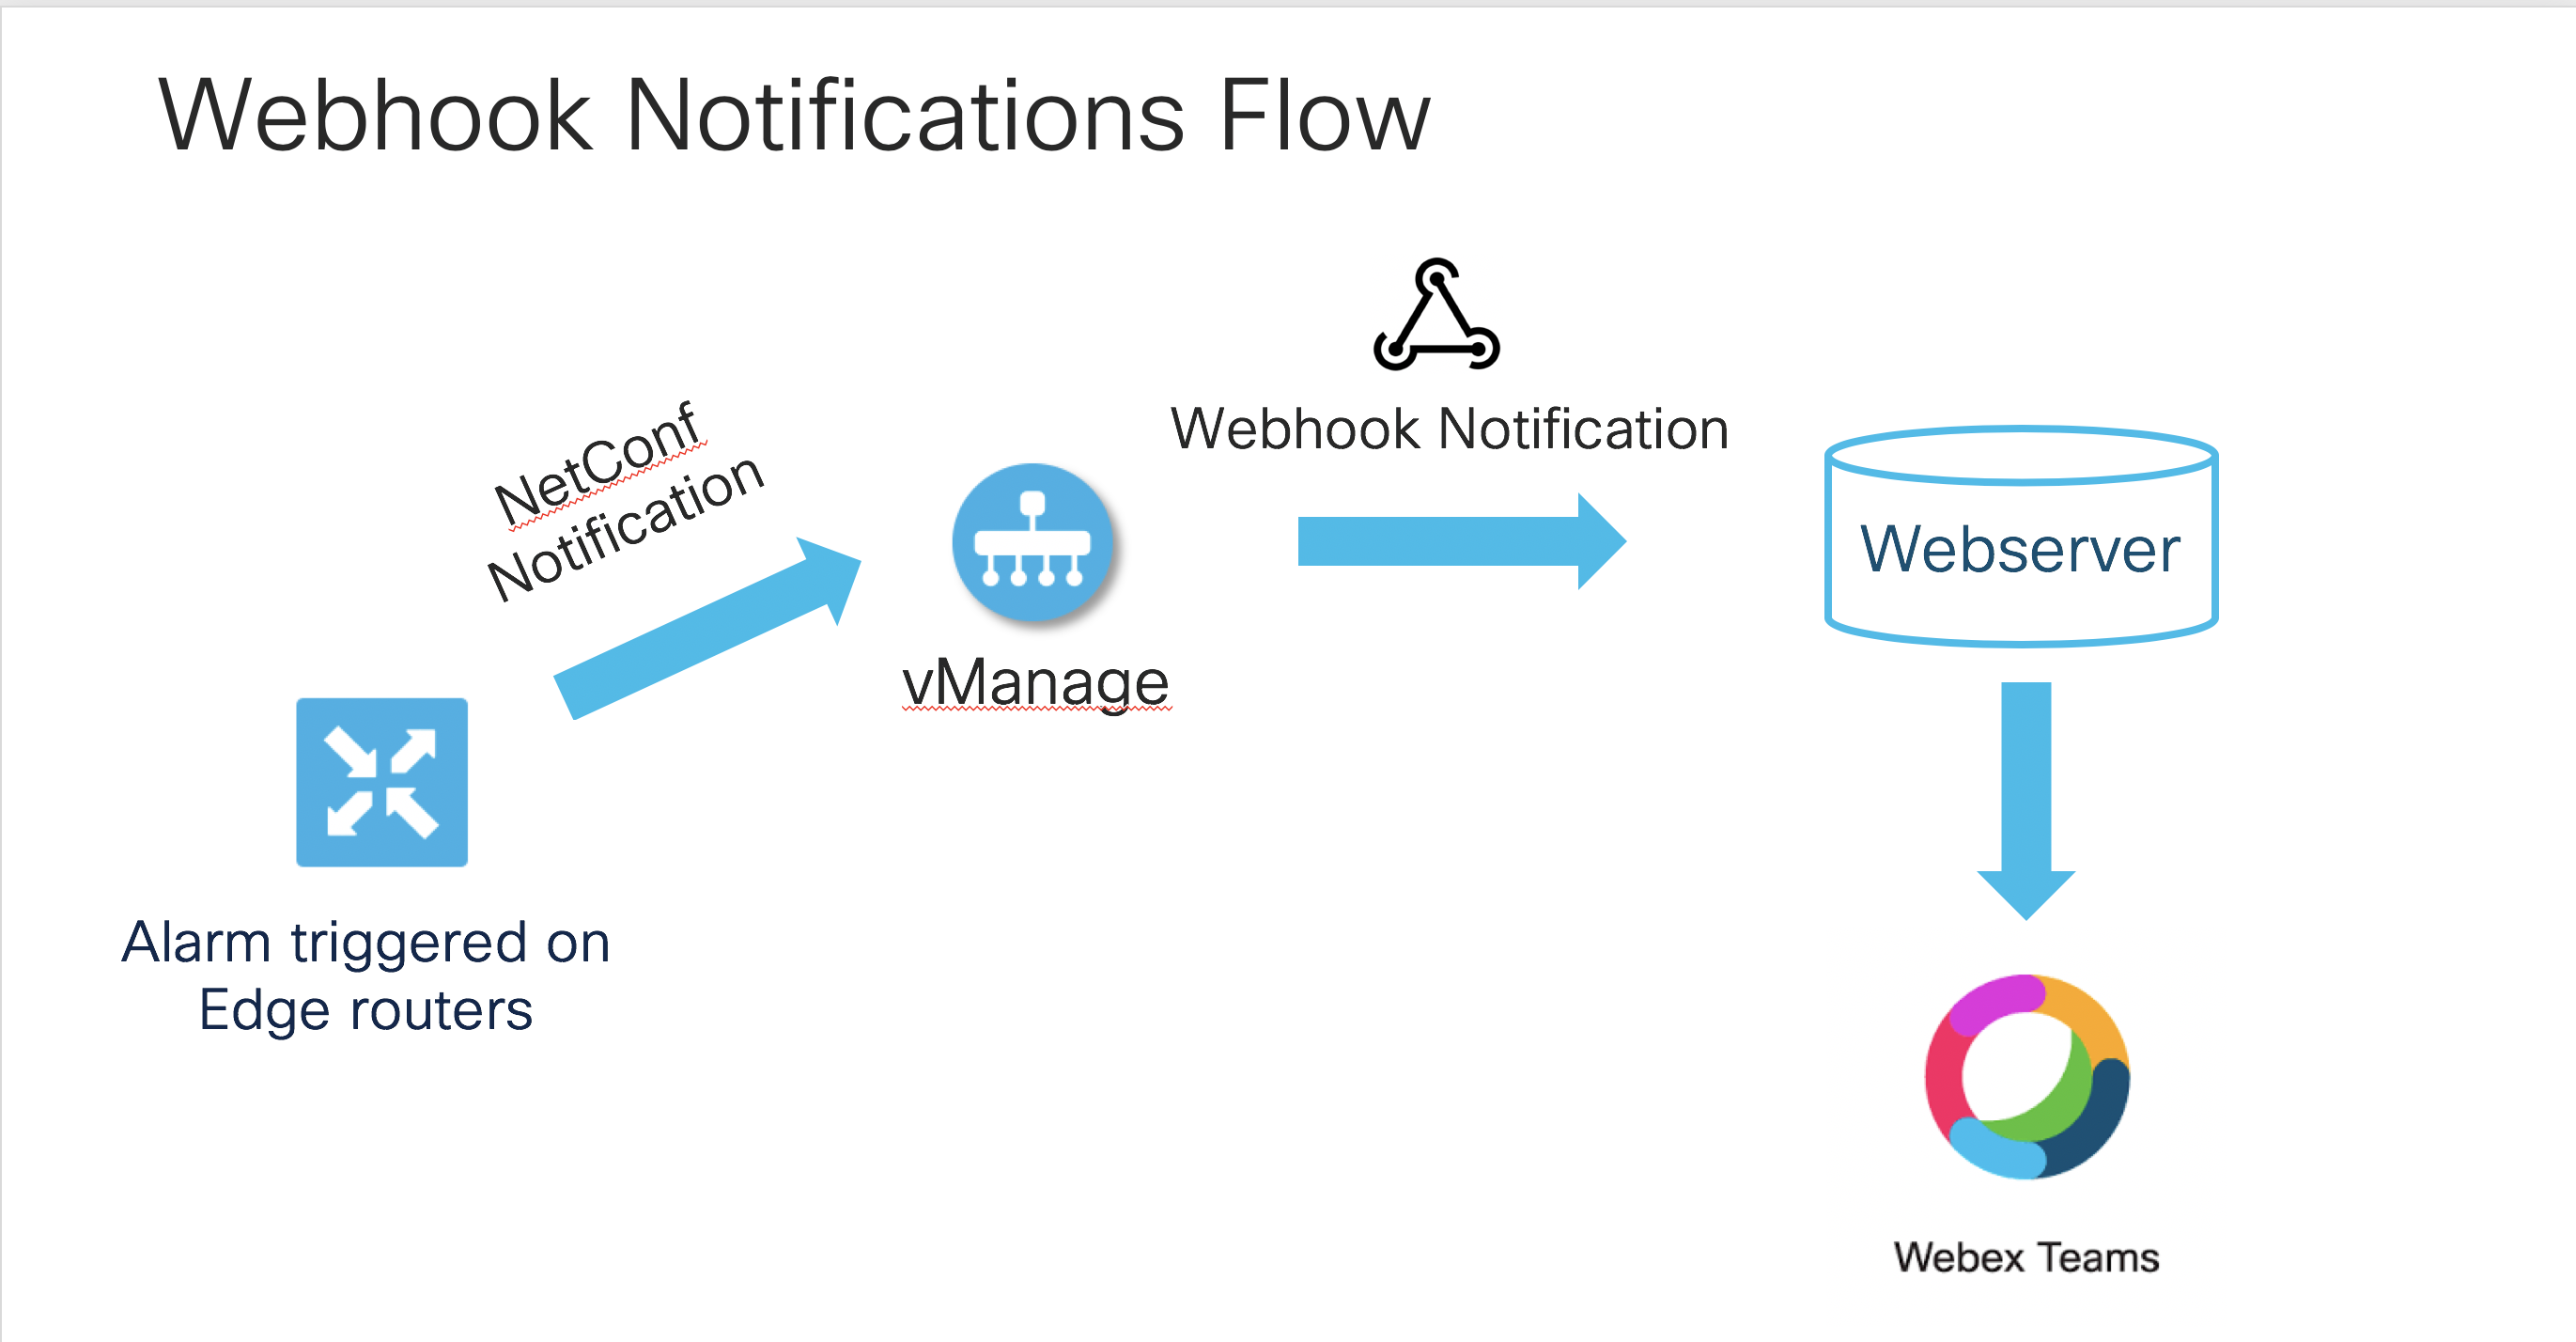 Webhook Notifications Flow
NetConf
Notification
Webhook Notification
Webserver
vManage
Alarm triggered on
Edge routers
Webex Teams